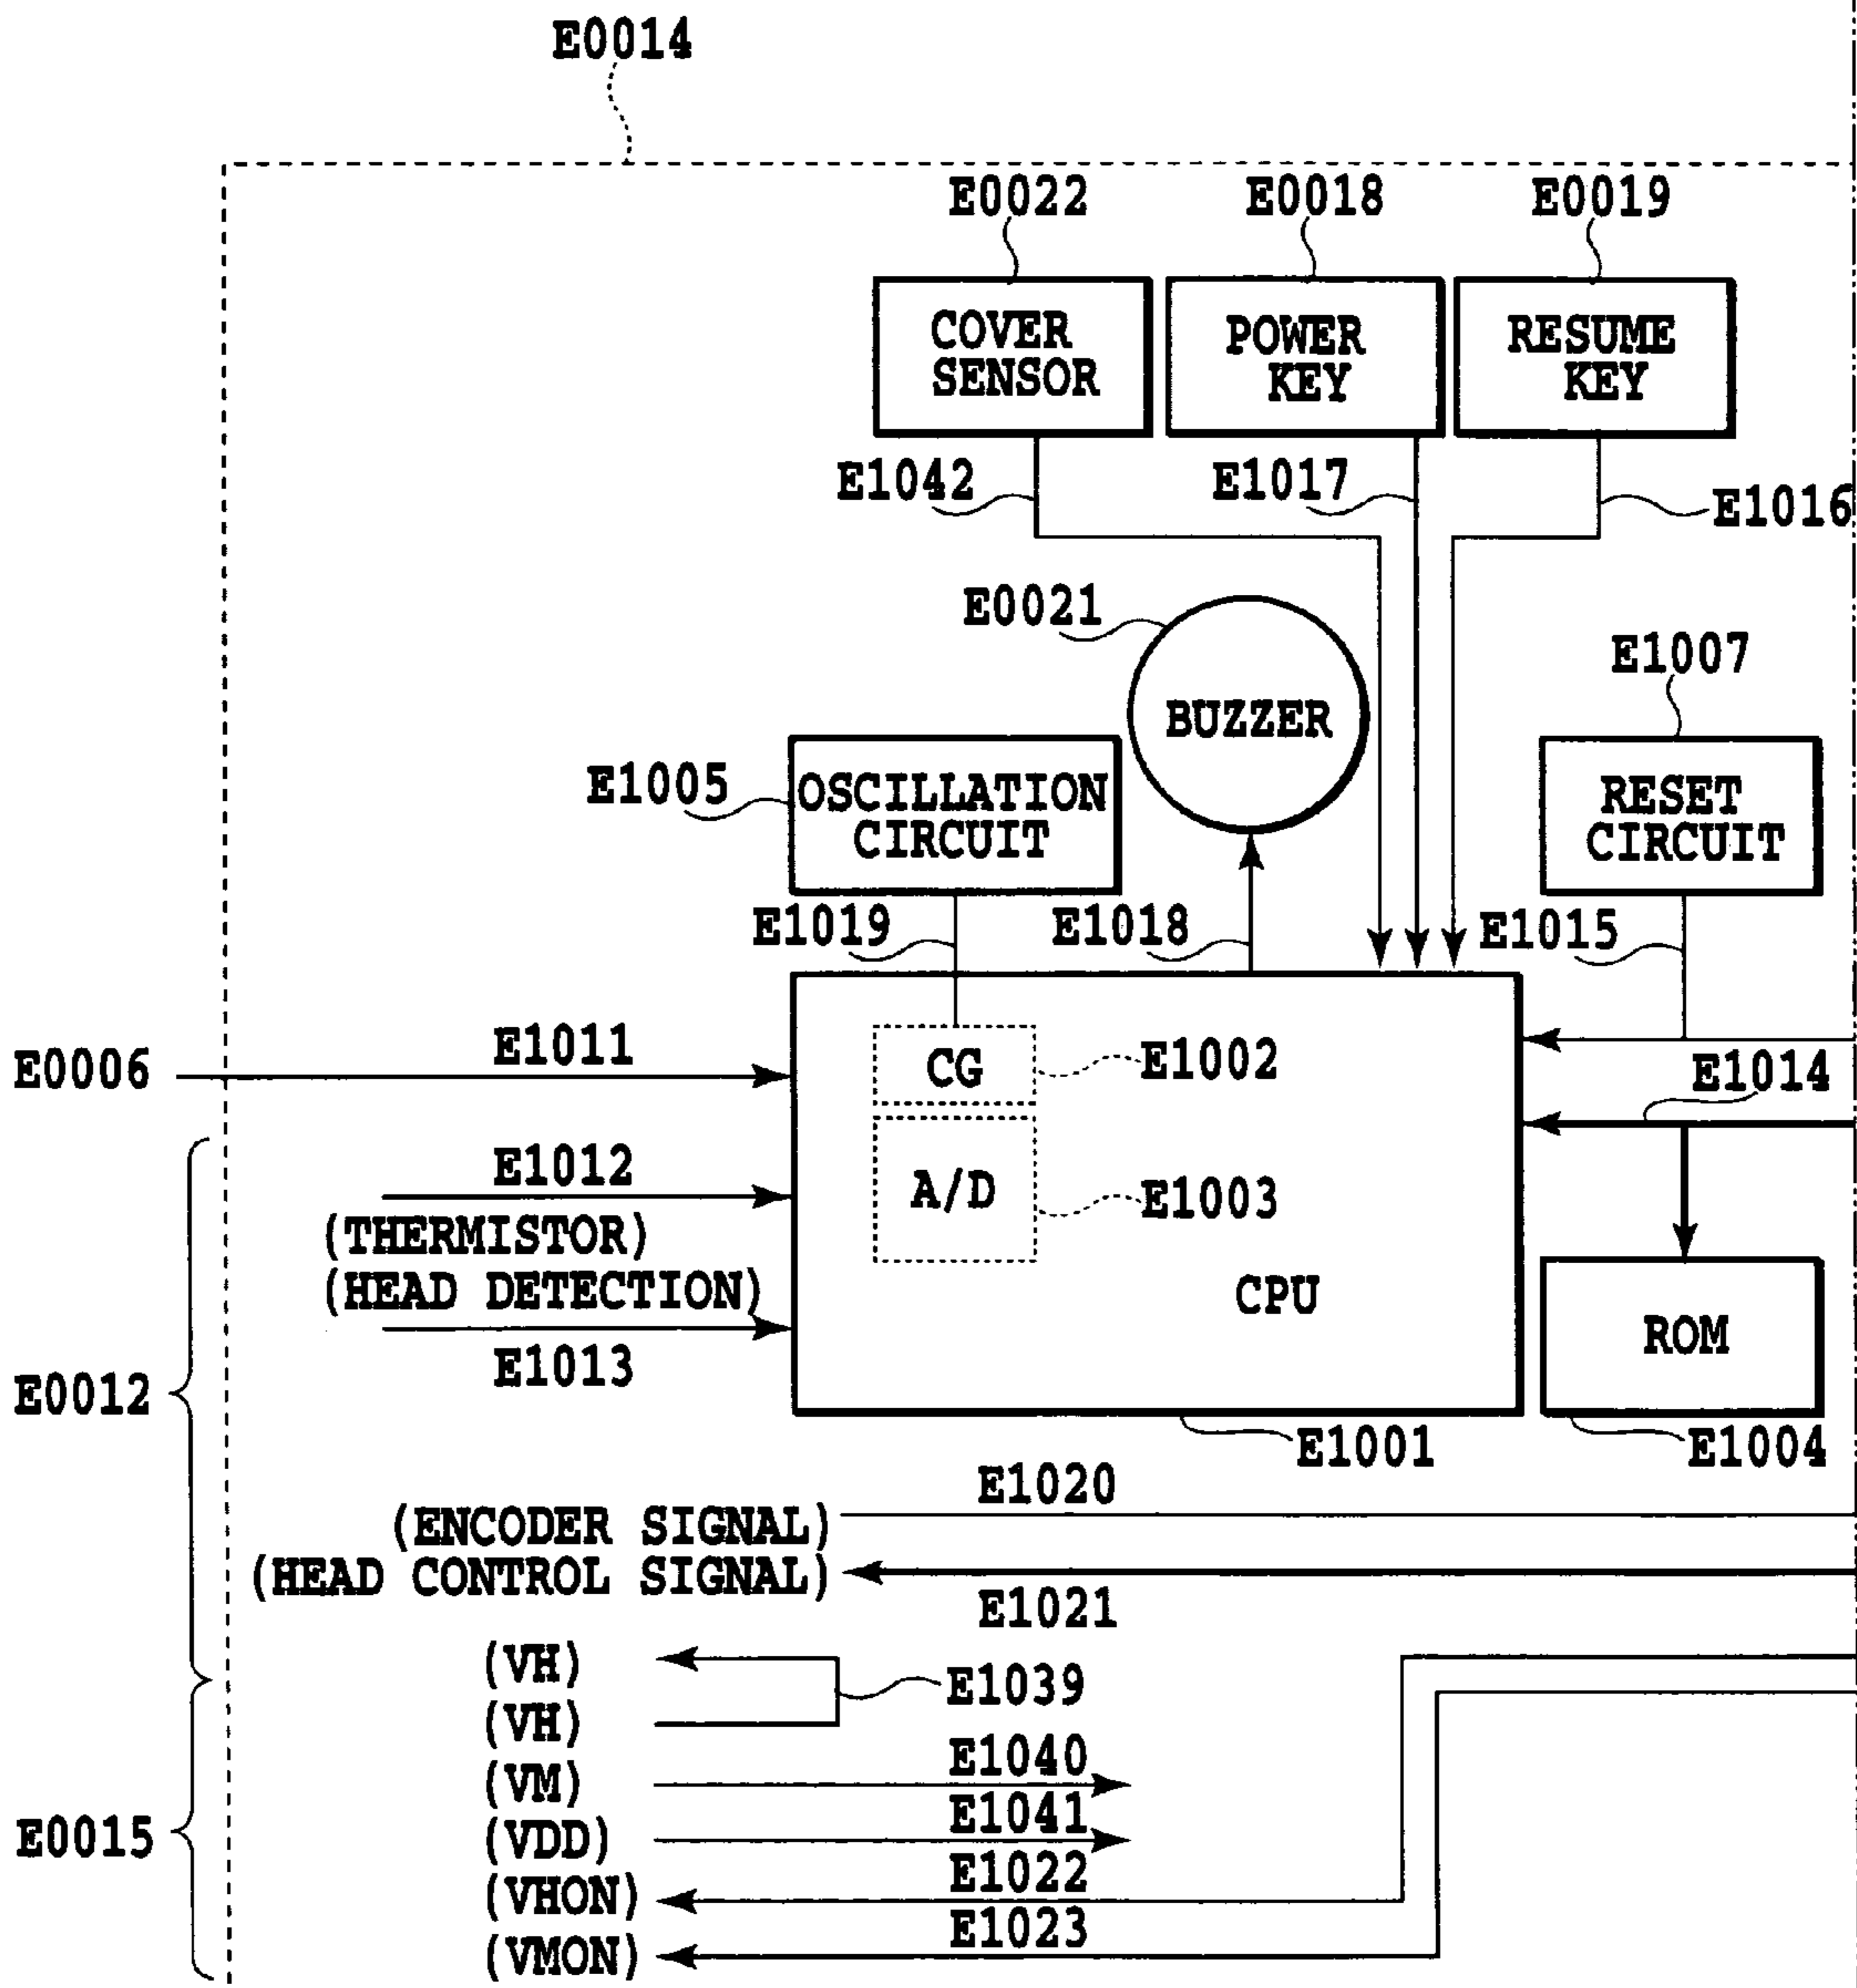 E0014
E0022
E0018
E0019
COVER
SENSOR
POWER
KEY
RESUME
KEY
E1042
E1017
E1016
E0021
BUZZER
E1007
E1005
OSCILLATION
CIRCUIT
RESET
CIRCUIT
E1019
E1018
E1015
E0006
E1011
CG
E1002
E1014
E1012
(THERMISTOR)
A/D
E1003
(HEAD DETECTION)
E1013
CPU
ROM
E0012
E1001
E1004
E1020
(ENCODER SIGNAL)
(HEAD CONTROL SIGNAL)
E1021
(VH)
E1039
(VH)
E1040
(VM)
E1041
(VDD)
E0015
E1022
(VHON)
E1023
(VMON)